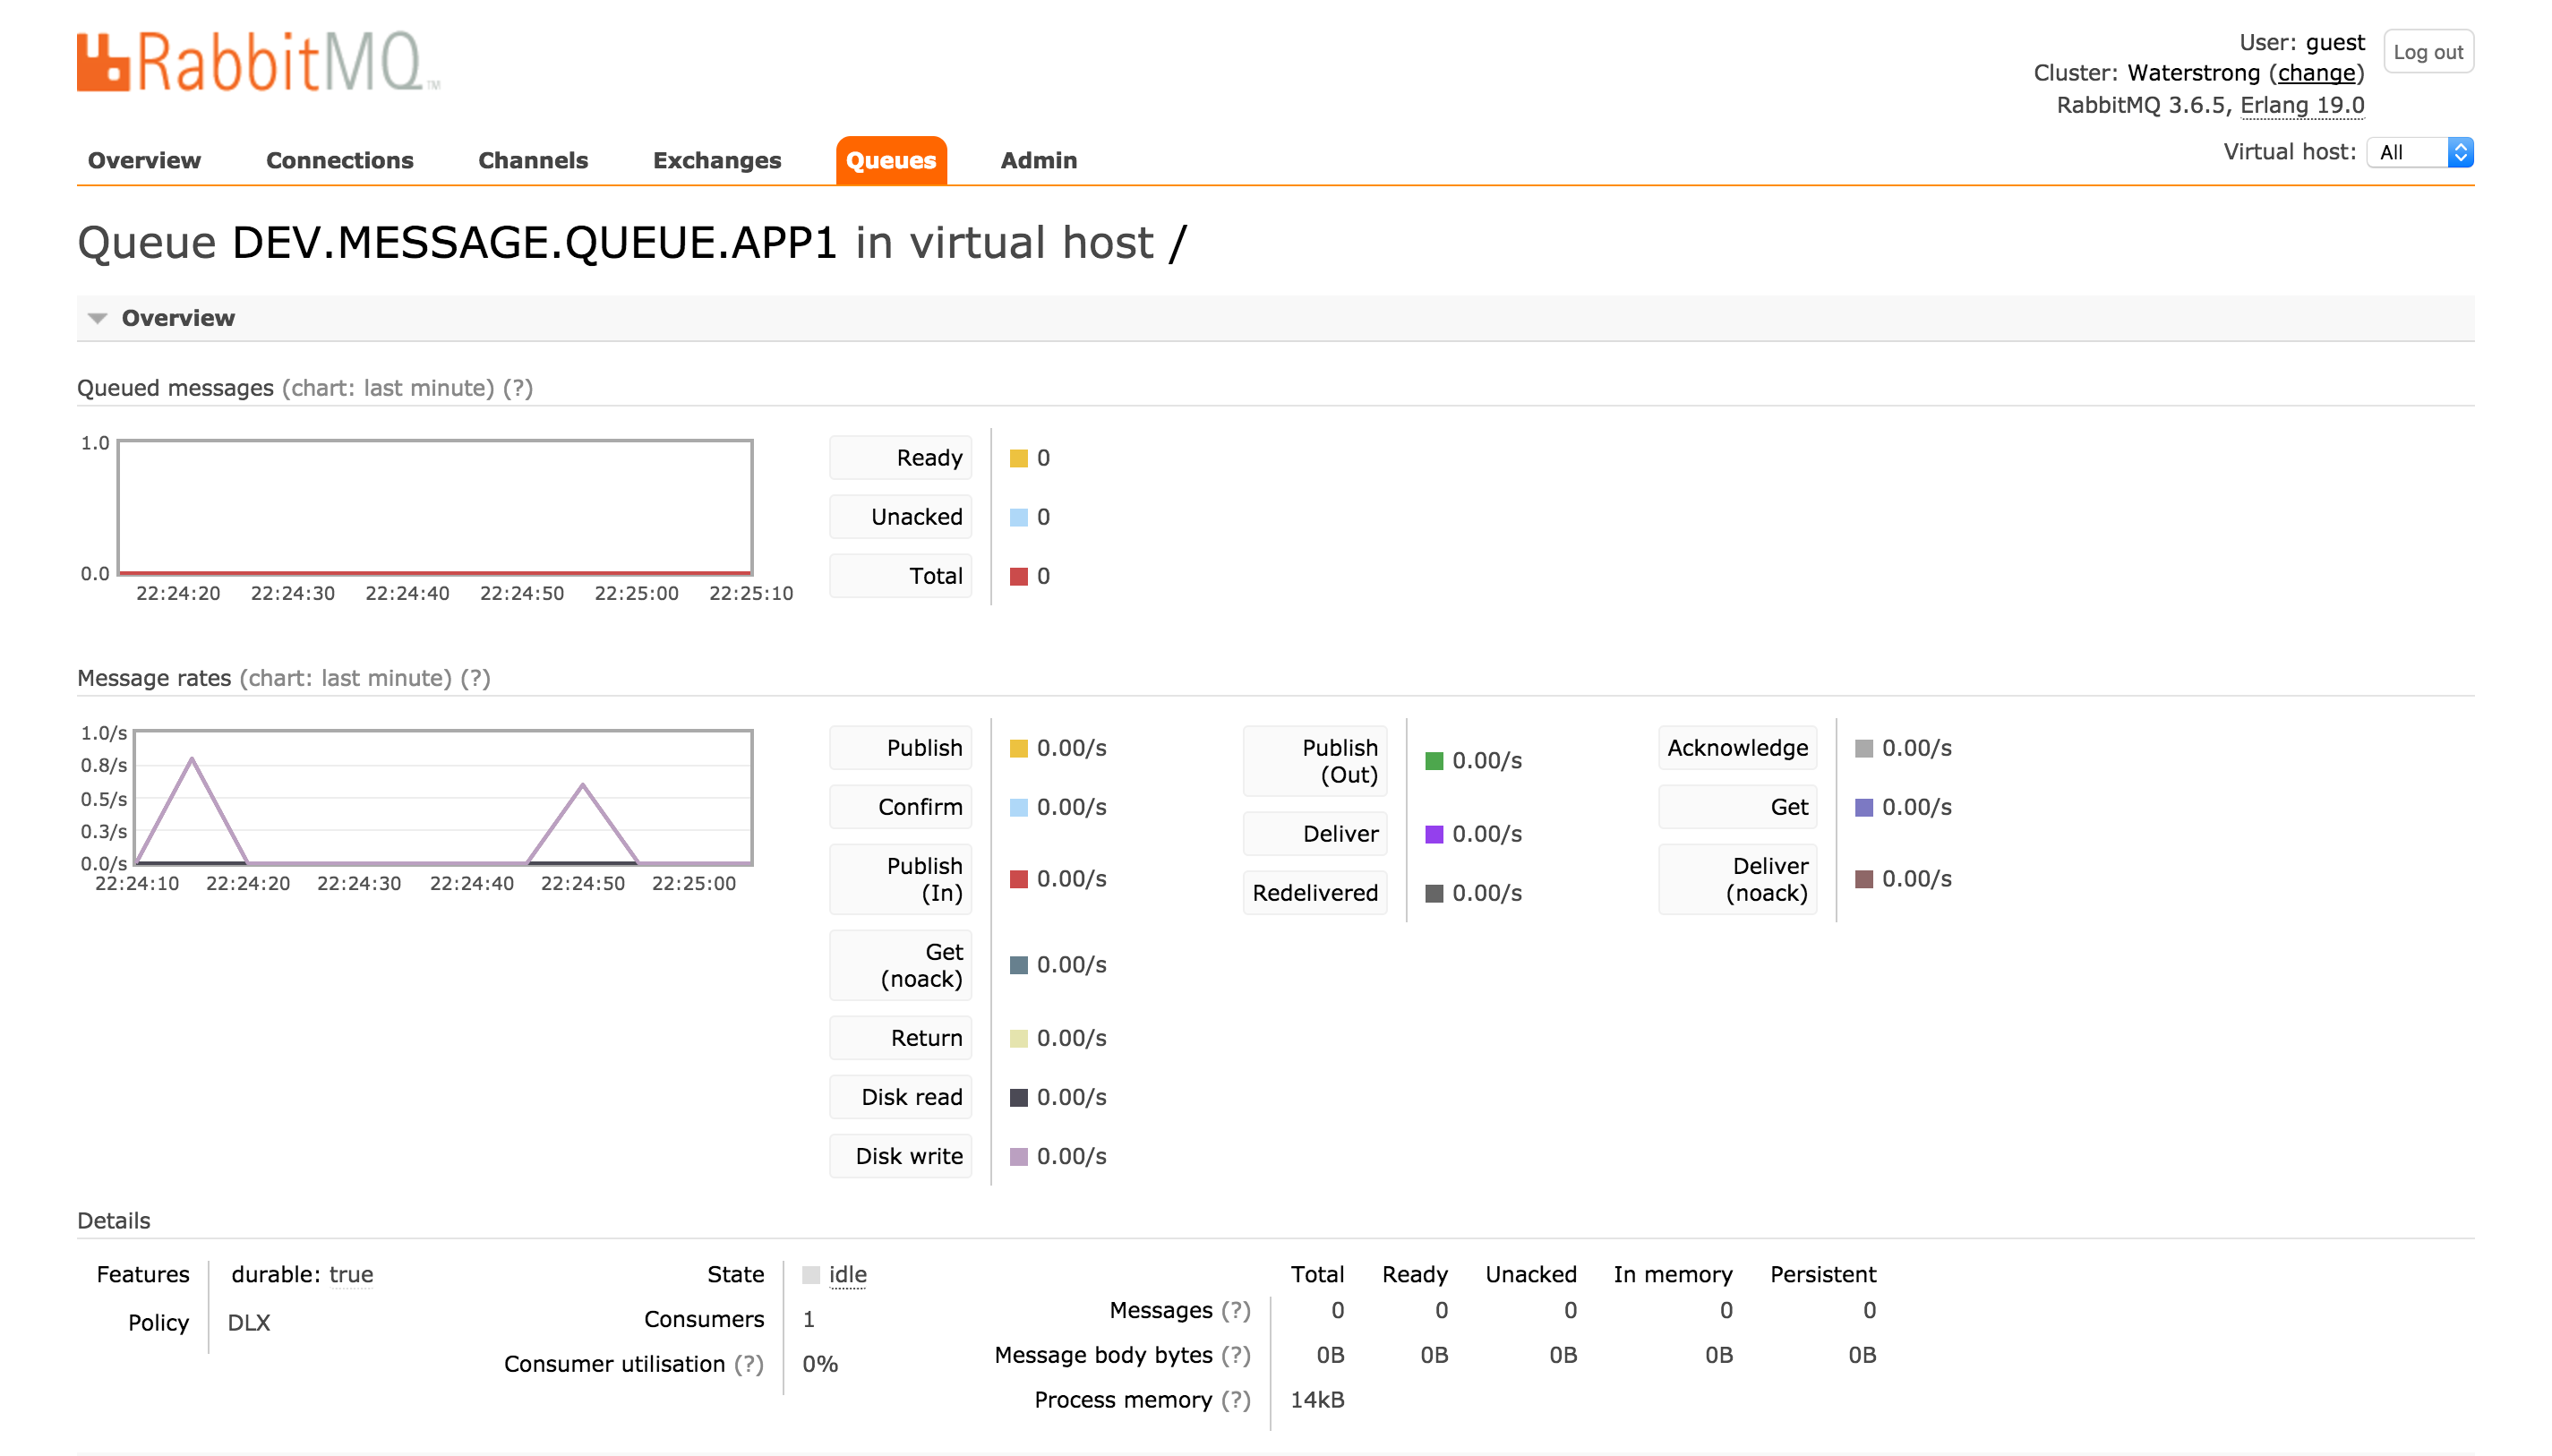 RabbitMQ™
User: guest
Log out
Cluster: Waterstrong (change)
RabbitMQ 3.6.5, Erlang 19.0
Overview Connections Channels Exchanges Queues Admin
Virtual host: All
Queue DEV.MESSAGE.QUEUE.APP1 in virtual host /
Overview
Queued messages (chart: last minute) (?)
1.0
0.0
22:24:20 22:24:30 22:24:40 22:24:50 22:25:00 22:25:10
Ready 0
Unacked 0
Total 0
Message rates (chart: last minute) (?)
1.0/s
0.8/s
0.5/s
0.3/s
0.0/s
22:24:10 22:24:20 22:24:30 22:24:40 22:24:50 22:25:00
Publish 0.00/s
Confirm 0.00/s
Publish
(In) 0.00/s
Get
(noack) 0.00/s
Return 0.00/s
Disk read 0.00/s
Disk write 0.00/s
Publish
(Out) 0.00/s
Deliver 0.00/s
Redelivered 0.00/s
Acknowledge 0.00/s
Get 0.00/s
Deliver
(noack) 0.00/s
Details
Features durable: true
Policy DLX
State idle
Consumers 1
Consumer utilisation (?) 0%
Total Ready Unacked In memory Persistent
Messages (?) 0 0 0 0 0
Message body bytes (?) 0B 0B 0B 0B 0B
Process memory (?) 14kB